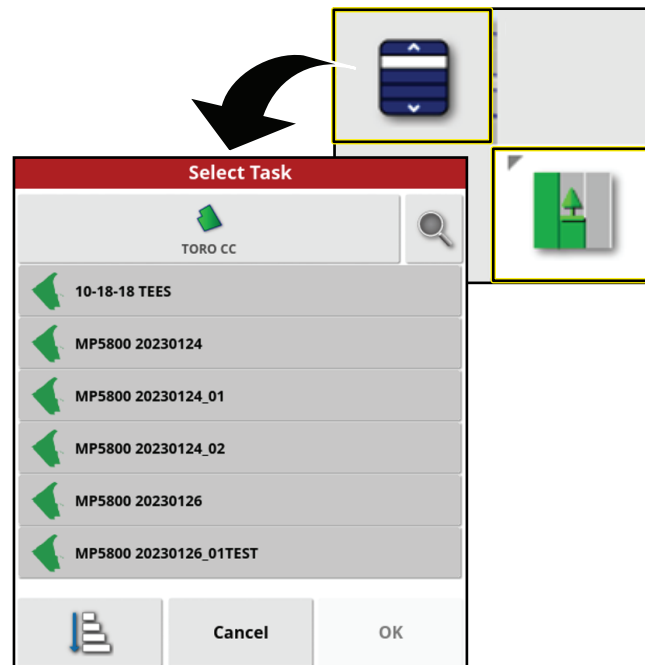 Select Task
TORO CC
10-18-18 TEES
MP5800 20230124
MP5800 20230124_01
MP5800 20230124_02
MP5800 20230126
MP5800 20230126_01TEST
Cancel
OK